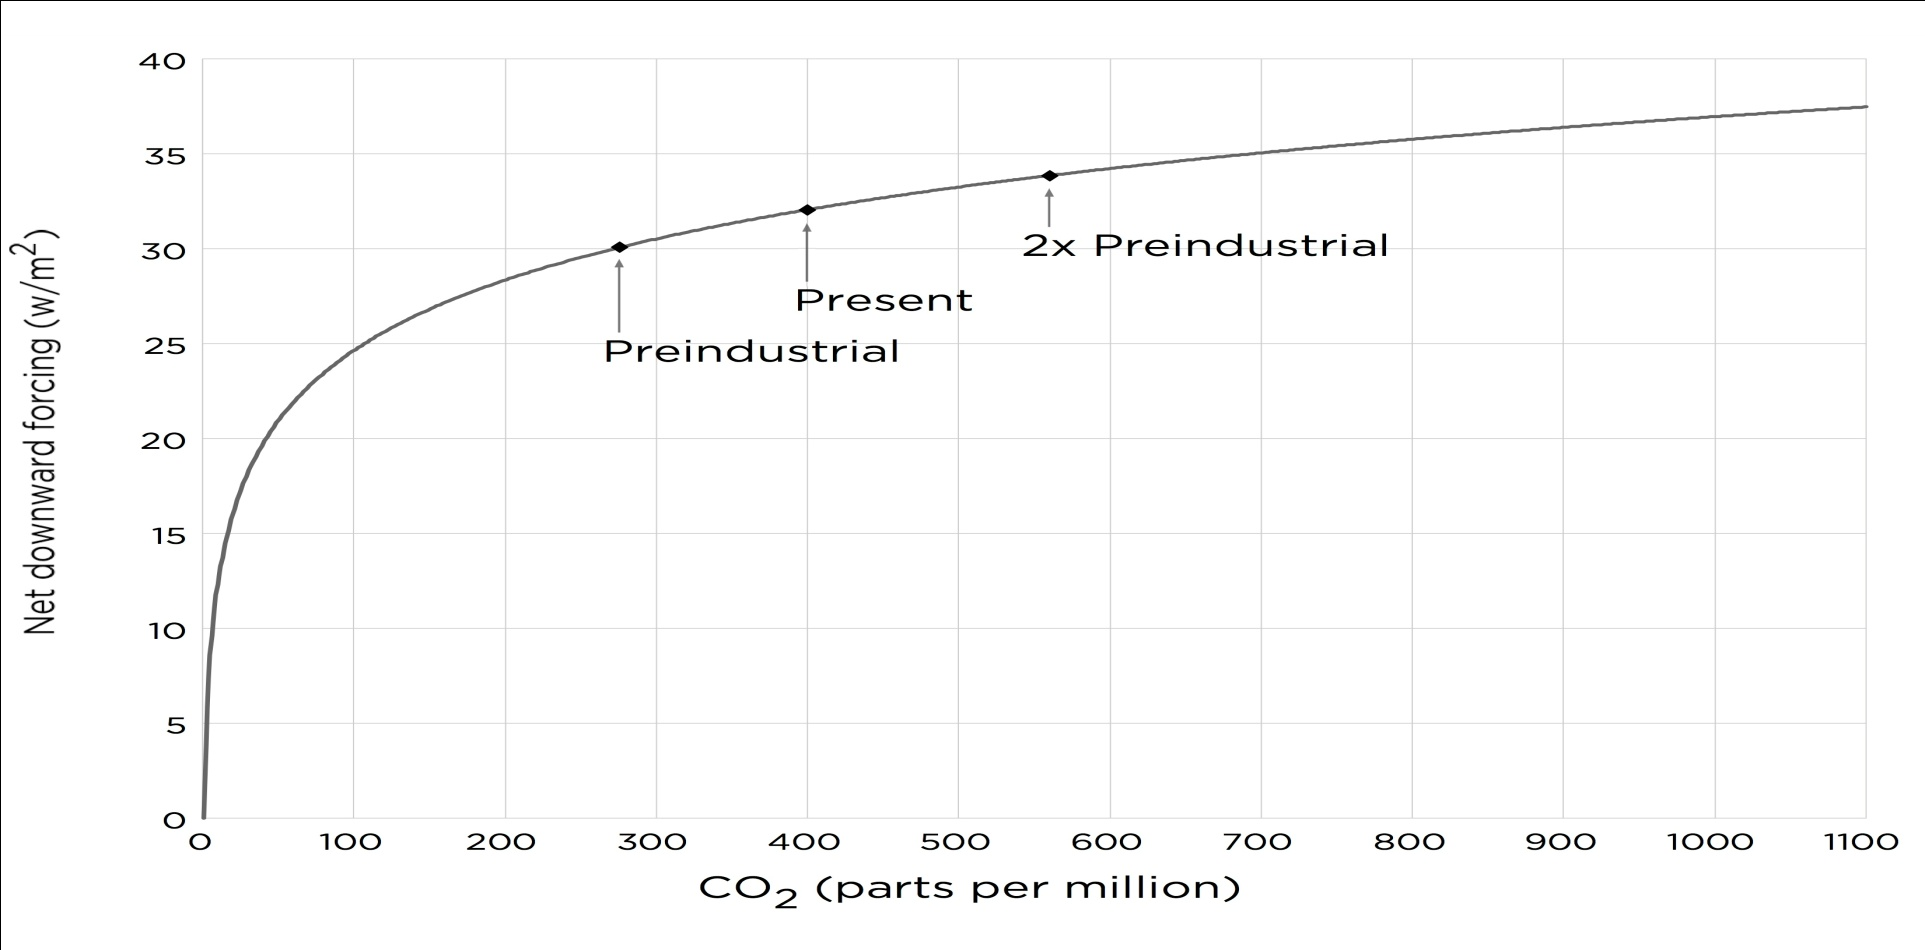 Net downward forcing (w/m²)
40
35
30
25
20
15
10
5
0
2x Preindustrial
Present
Preindustrial
0 100 200 300 400 500 600 700 800 900 1000 1100
CO₂ (parts per million)